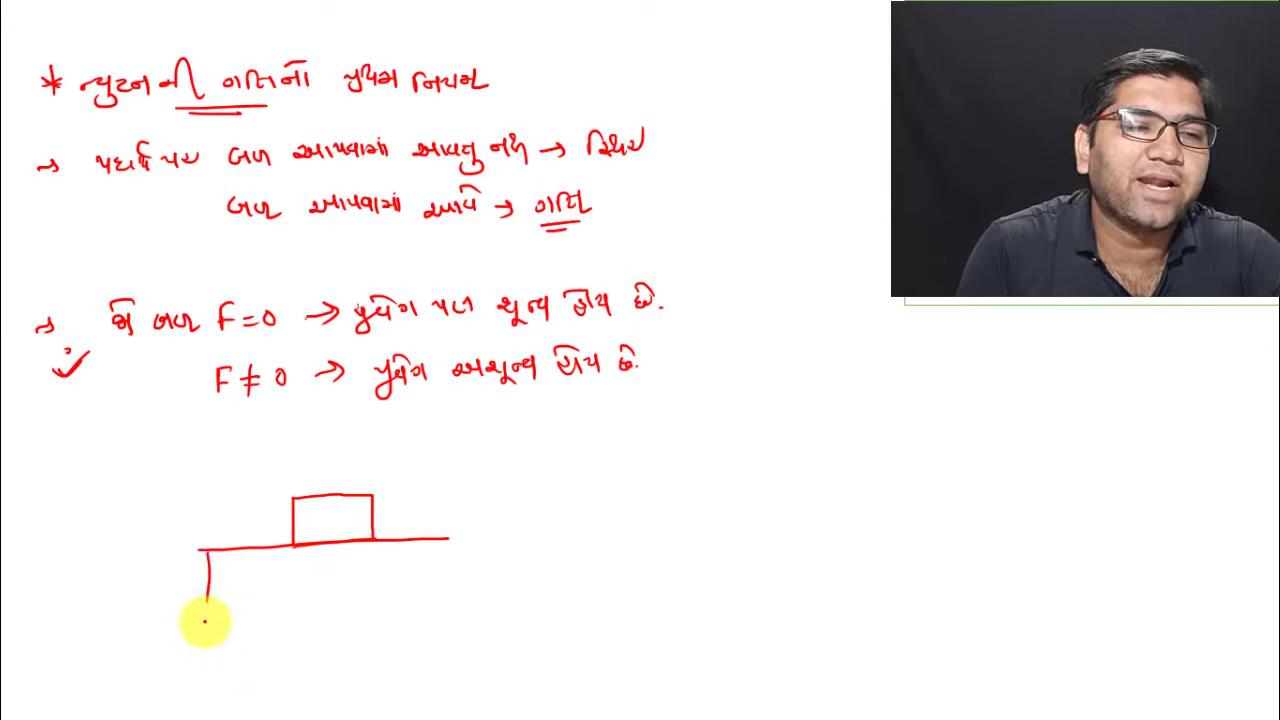 * ન્યુટન ની ગતિનો પ્રથમ નિયમ
→ પદાર્થ પર બળ આપવામાં આવતુ નથી → સ્થિર
બળ આપવામાં આવે → ગતિ
→ જો બળ F = 0 → પ્રવેગ પણ શૂન્ય હોય છે.
F ≠ 0 → પ્રવેગ અશૂન્ય હોય છે.